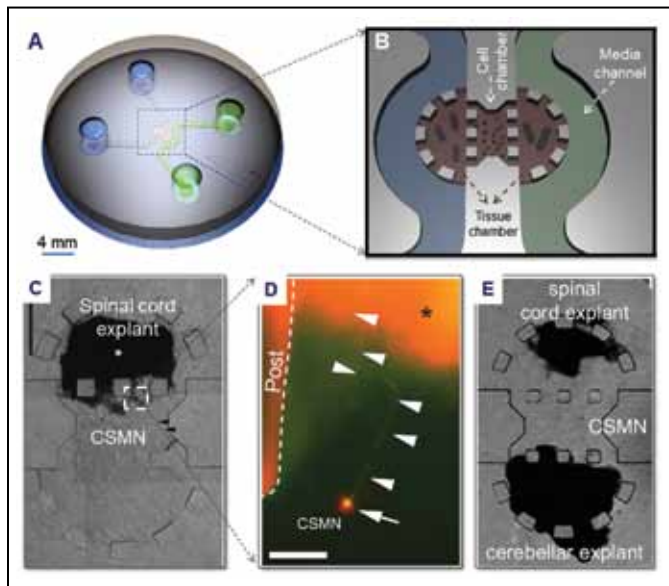 A
4 mm
B
Cell
chamber
Media
channel
Tissue
chamber
C
Spinal cord
explant
*
CSMN
D
*
Post
CSMN
E
spinal
cord explant
CSMN
cerebellar explant